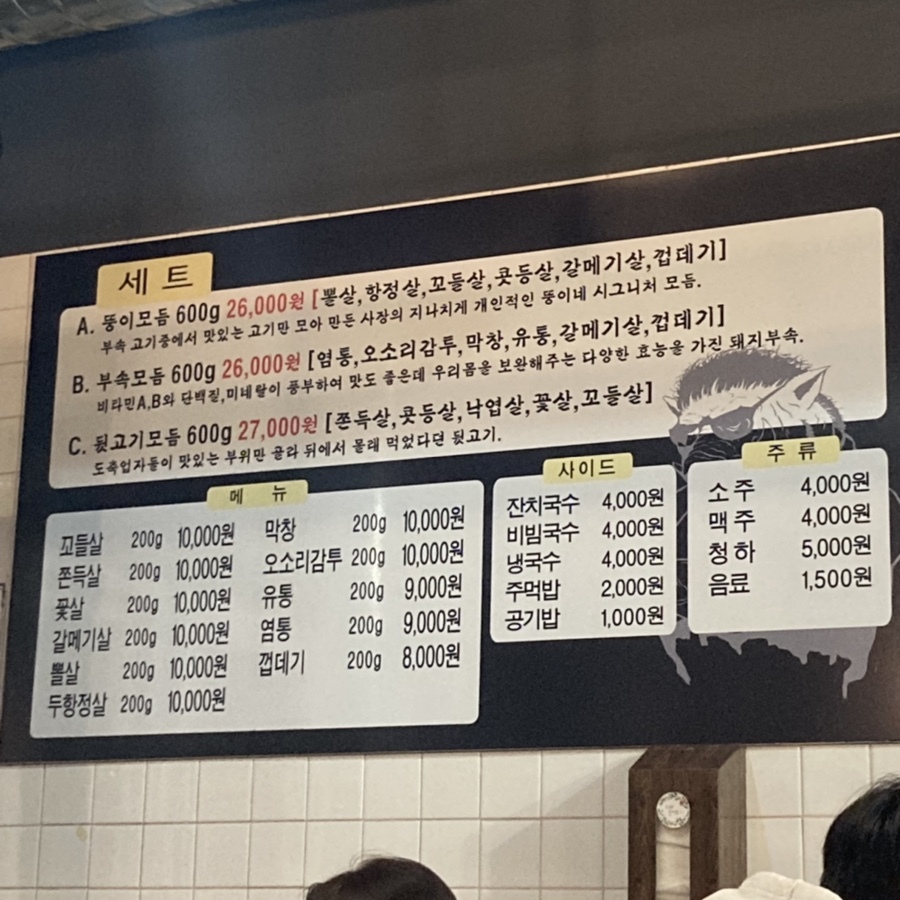 세트
A. 뚱이모듬 600g 26,000원 [뽈살,항정살,꼬들살,콧등살,갈메기살,껍데기]
부속 고기중에서 맛있는 고기만 모아 만든 사장의 지나치게 개인적인 뚱이네 시그니처 모듬.
B. 부속모듬 600g 26,000원 [염통,오소리감투,막창,유통,갈메기살,껍데기]
비타민A,B와 단백질,미네랄이 풍부하여 맛도 좋은데 우리몸을 보완해주는 다양한 효능을 가진 돼지부속.
C. 뒷고기모듬 600g 27,000원 [쫀득살,콧등살,낙엽살,꽃살,꼬들살]
도축업자들이 맛있는 부위만 골라 뒤에서 몰래 먹었다던 뒷고기.
메 뉴
꼬들살 200g 10,000원
쫀득살 200g 10,000원
꽃살 200g 10,000원
갈메기살 200g 10,000원
뽈살 200g 10,000원
두항정살 200g 10,000원
막창 200g 10,000원
오소리감투 200g 10,000원
유통 200g 9,000원
염통 200g 9,000원
껍데기 200g 8,000원
사이드
잔치국수 4,000원
비빔국수 4,000원
냉국수 4,000원
주먹밥 2,000원
공기밥 1,000원
주 류
소주 4,000원
맥주 4,000원
청하 5,000원
음료 1,500원